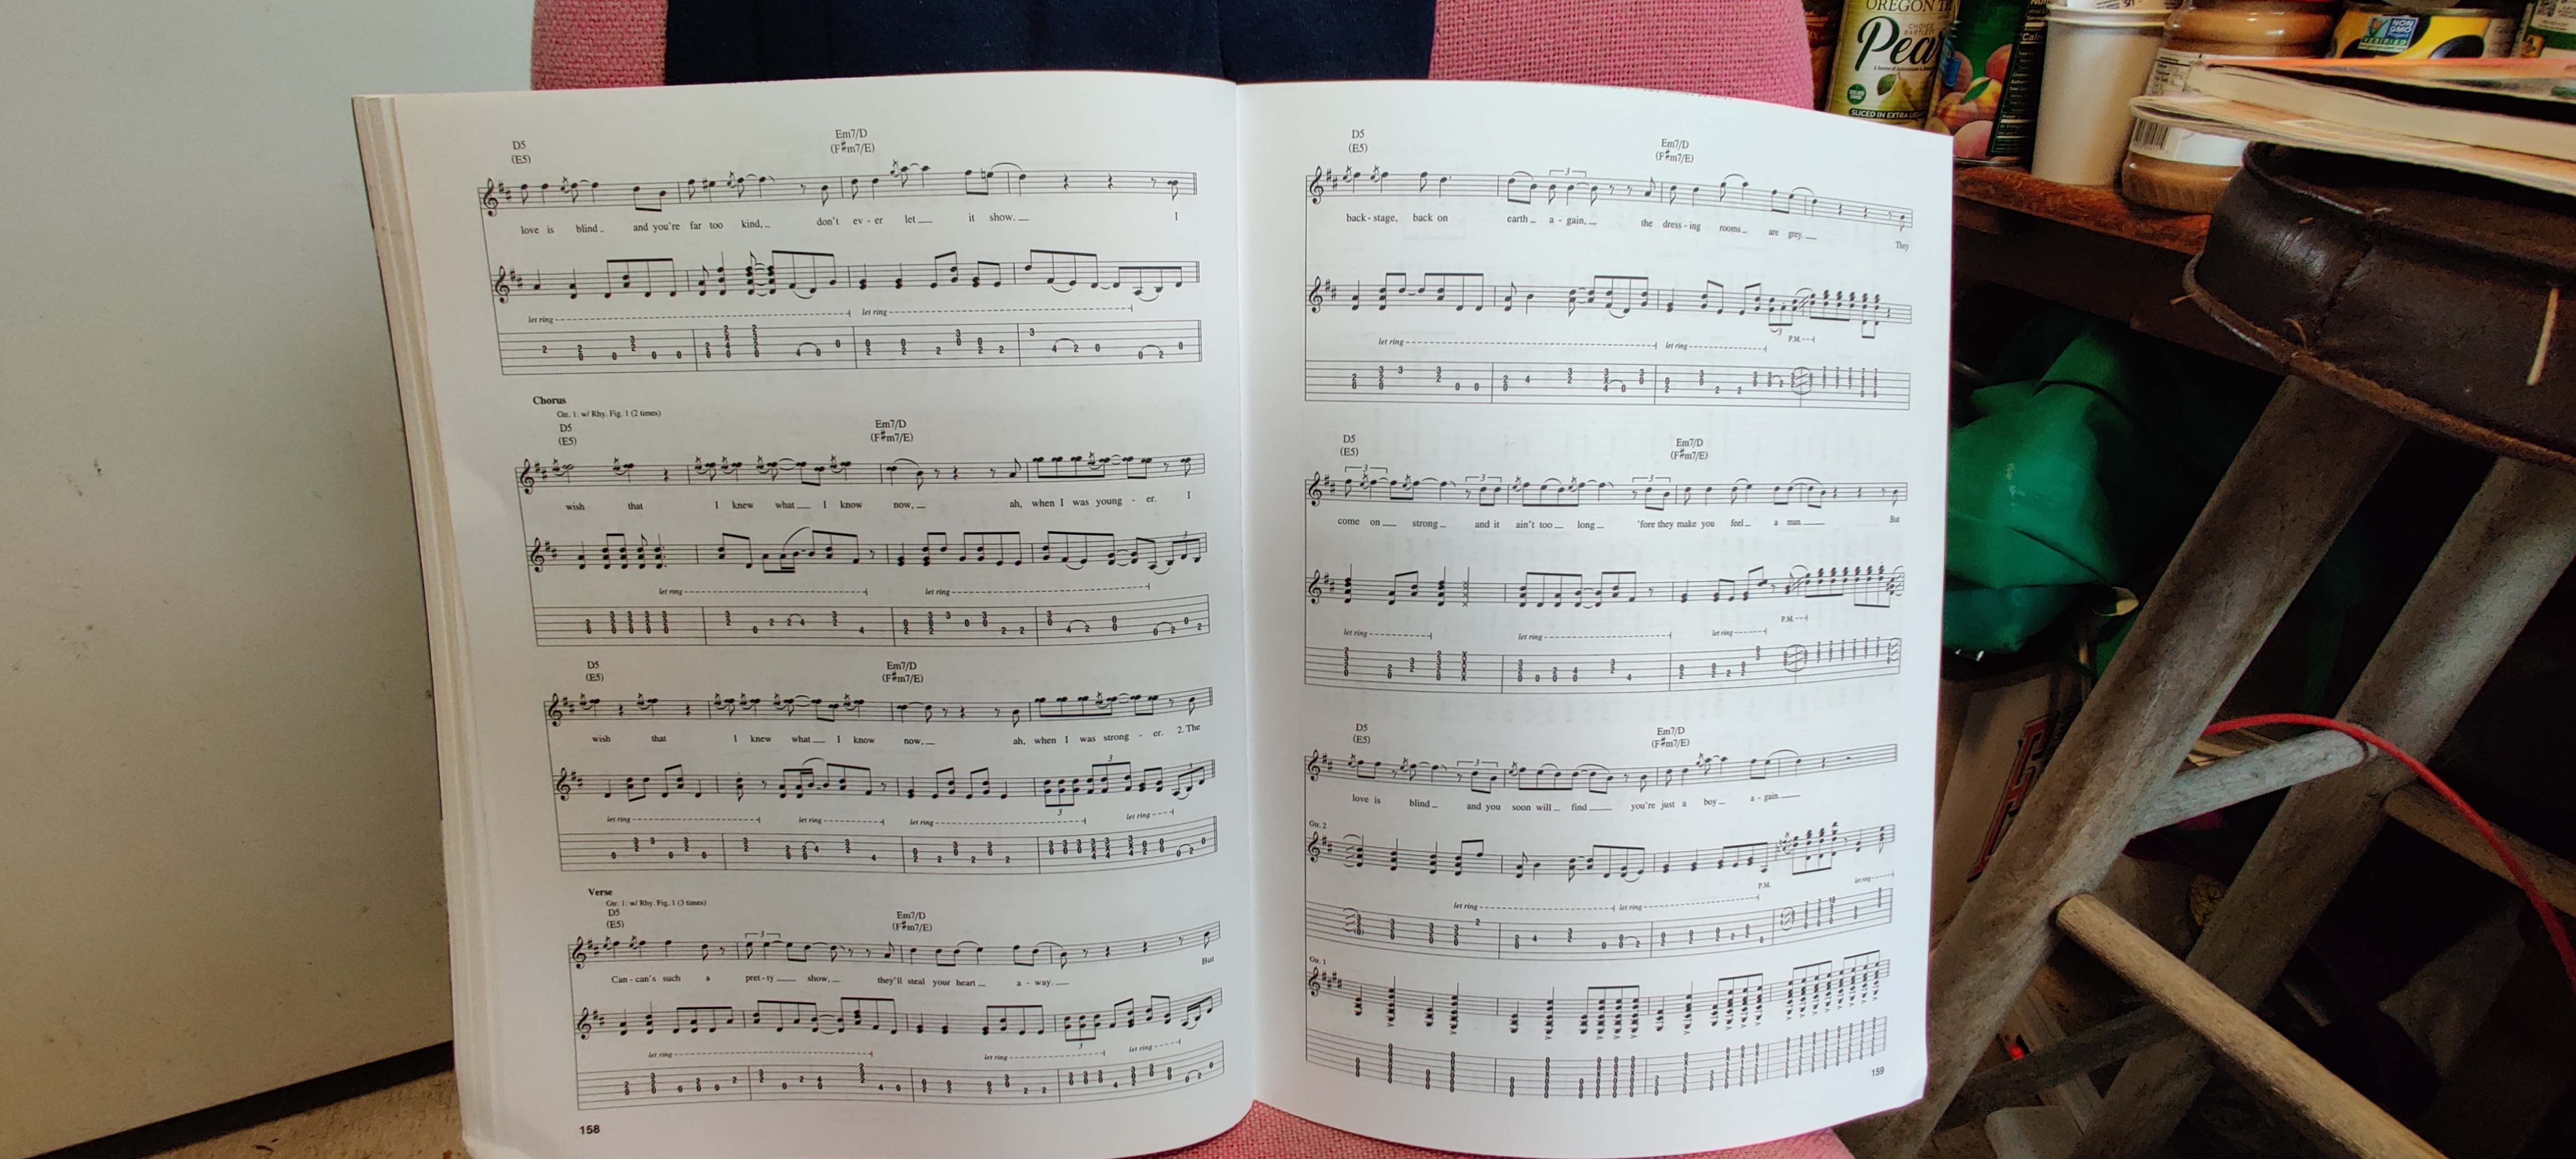 D5 Em7/D
(E5) (F#m7/E)
love is blind and you're far too kind, don't ev - er let it show. I
let ring let ring
Chorus
Gtr. 1: w/ Rhy. Fig. 1 (2 times)
D5 Em7/D
(E5) (F#m7/E)
wish that I knew what I know now, ah, when I was young - er. I
let ring let ring
D5 Em7/D
(E5) (F#m7/E)
wish that I knew what I know now, ah, when I was strong - er. 2. The
let ring let ring let ring let ring
Verse
Gtr. 1: w/ Rhy. Fig. 1 (3 times)
D5 Em7/D
(E5) (F#m7/E)
Can - can's such a pret - ty show, they'll steal your heart a - way. But
let ring let ring let ring
158
D5 Em7/D
(E5) (F#m7/E)
back - stage, back on earth a - gain, the dress - ing rooms are grey. They
let ring let ring P.M.
D5 Em7/D
(E5) (F#m7/E)
come on strong and it ain't too long 'fore they make you feel a man. But
let ring let ring let ring P.M.
D5 Em7/D
(E5) (F#m7/E)
love is blind and you soon will find you're just a boy a - gain.
Gtr. 2
let ring let ring P.M. let ring
Gtr. 1
159
OREGON
Pea
SLICED IN EXTRA
NON
GMO